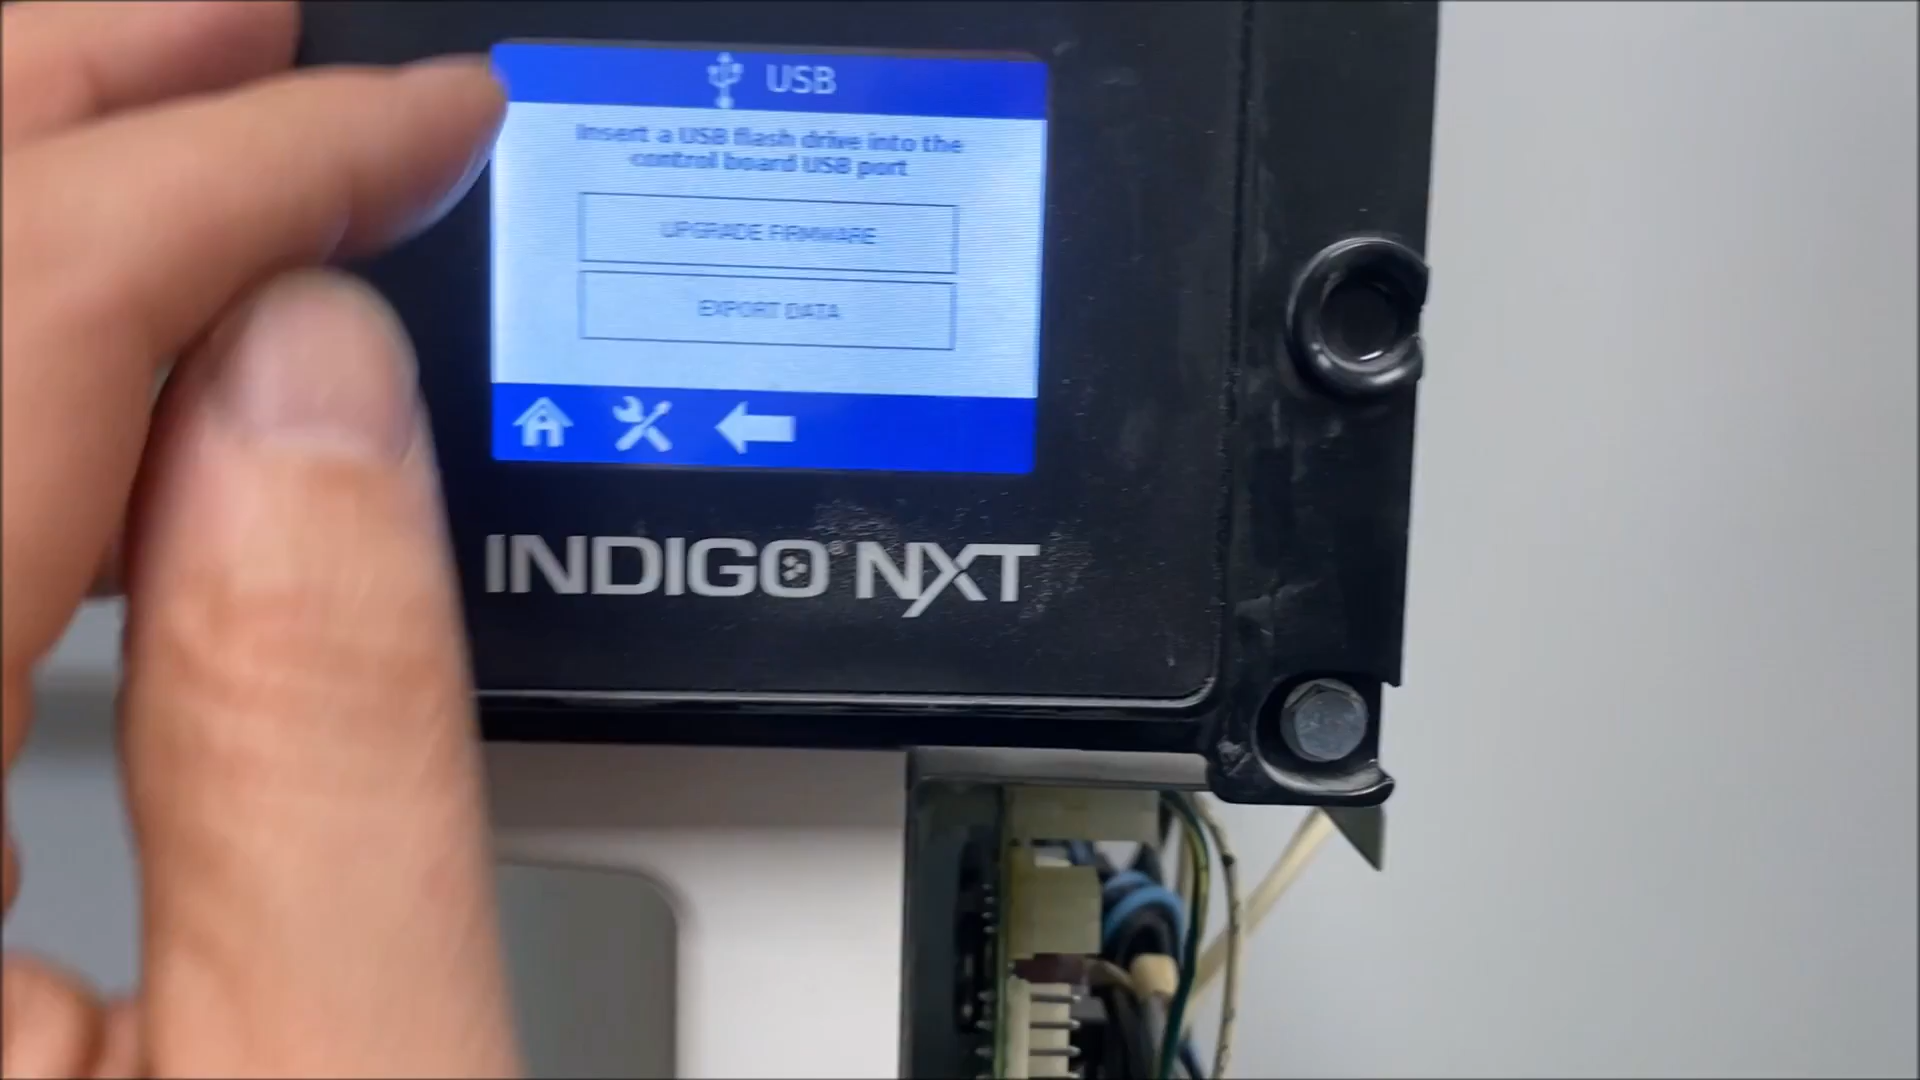 USB
Insert a USB flash drive into the
control board USB port
UPGRADE FIRMWARE
EXPORT DATA
INDIGO® NXT